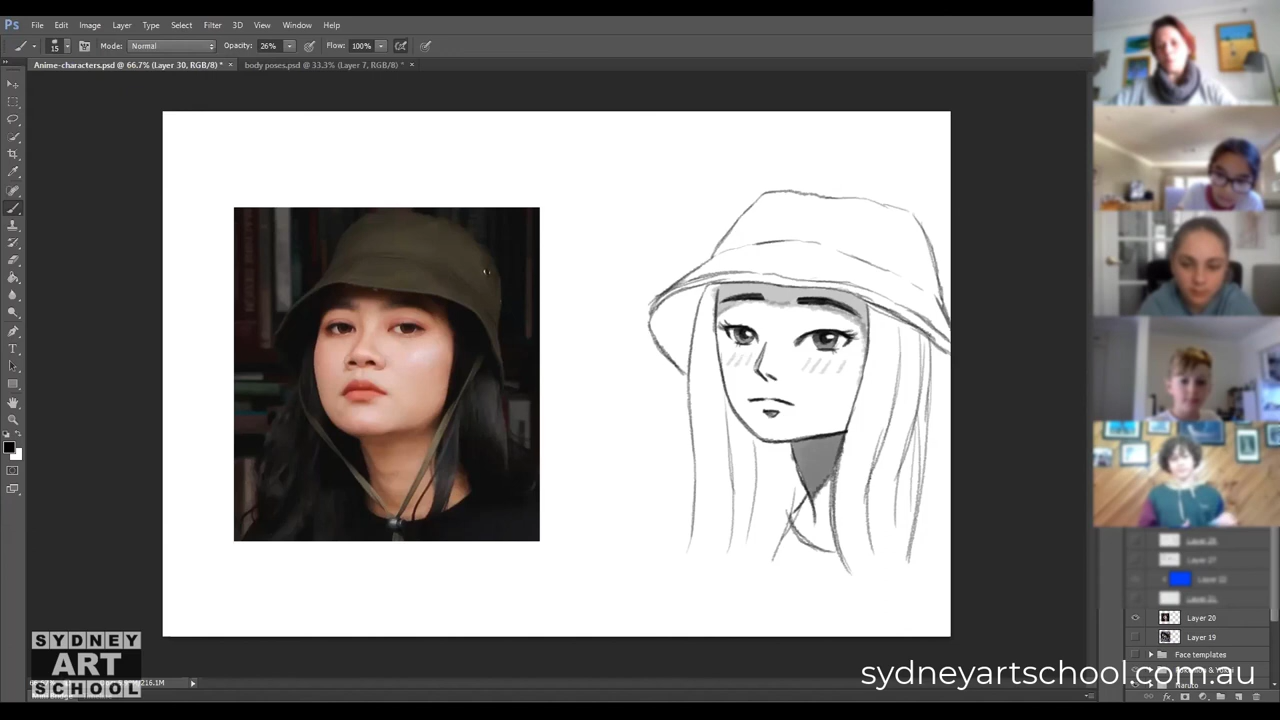 Ps File Edit Image Layer Type Select Filter 3D View Window Help
15 Mode: Normal Opacity: 26% Flow: 100%
Anime-characters.psd @ 66.7% (Layer 30, RGB/8) * × body poses.psd @ 33.3% (Layer 7, RGB/8) * ×
Layer 20
Layer 19
Face templates
Naruto
SYDNEY
ART
SCHOOL
sydneyartschool.com.au